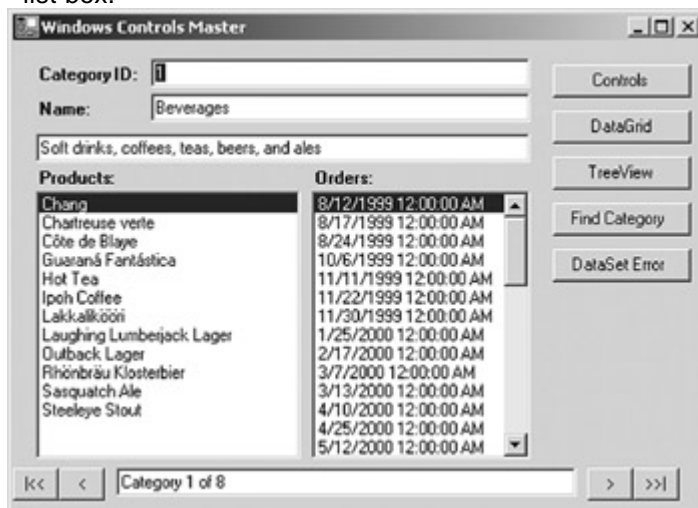 list box.
Windows Controls Master
Category ID: 1
Controls
Name: Beverages
DataGrid
Soft drinks, coffees, teas, beers, and ales
TreeView
Products:
Chang
Chartreuse verte
Côte de Blaye
Guaraná Fantástica
Hot Tea
Ipoh Coffee
Lakkalikööri
Laughing Lumberjack Lager
Outback Lager
Rhönbräu Klosterbier
Sasquatch Ale
Steeleye Stout
Orders:
8/12/1999 12:00:00 AM
8/17/1999 12:00:00 AM
8/24/1999 12:00:00 AM
10/6/1999 12:00:00 AM
11/11/1999 12:00:00 AM
11/22/1999 12:00:00 AM
11/30/1999 12:00:00 AM
1/25/2000 12:00:00 AM
2/17/2000 12:00:00 AM
3/7/2000 12:00:00 AM
3/13/2000 12:00:00 AM
4/10/2000 12:00:00 AM
4/25/2000 12:00:00 AM
5/12/2000 12:00:00 AM
Find Category
DataSet Error
|<< < Category 1 of 8 > >>|